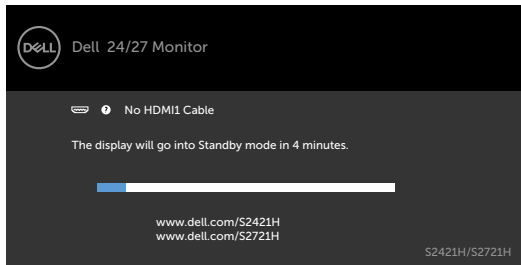 DELL
Dell 24/27 Monitor
? No HDMI1 Cable
The display will go into Standby mode in 4 minutes.
www.dell.com/S2421H
www.dell.com/S2721H
S2421H/S2721H